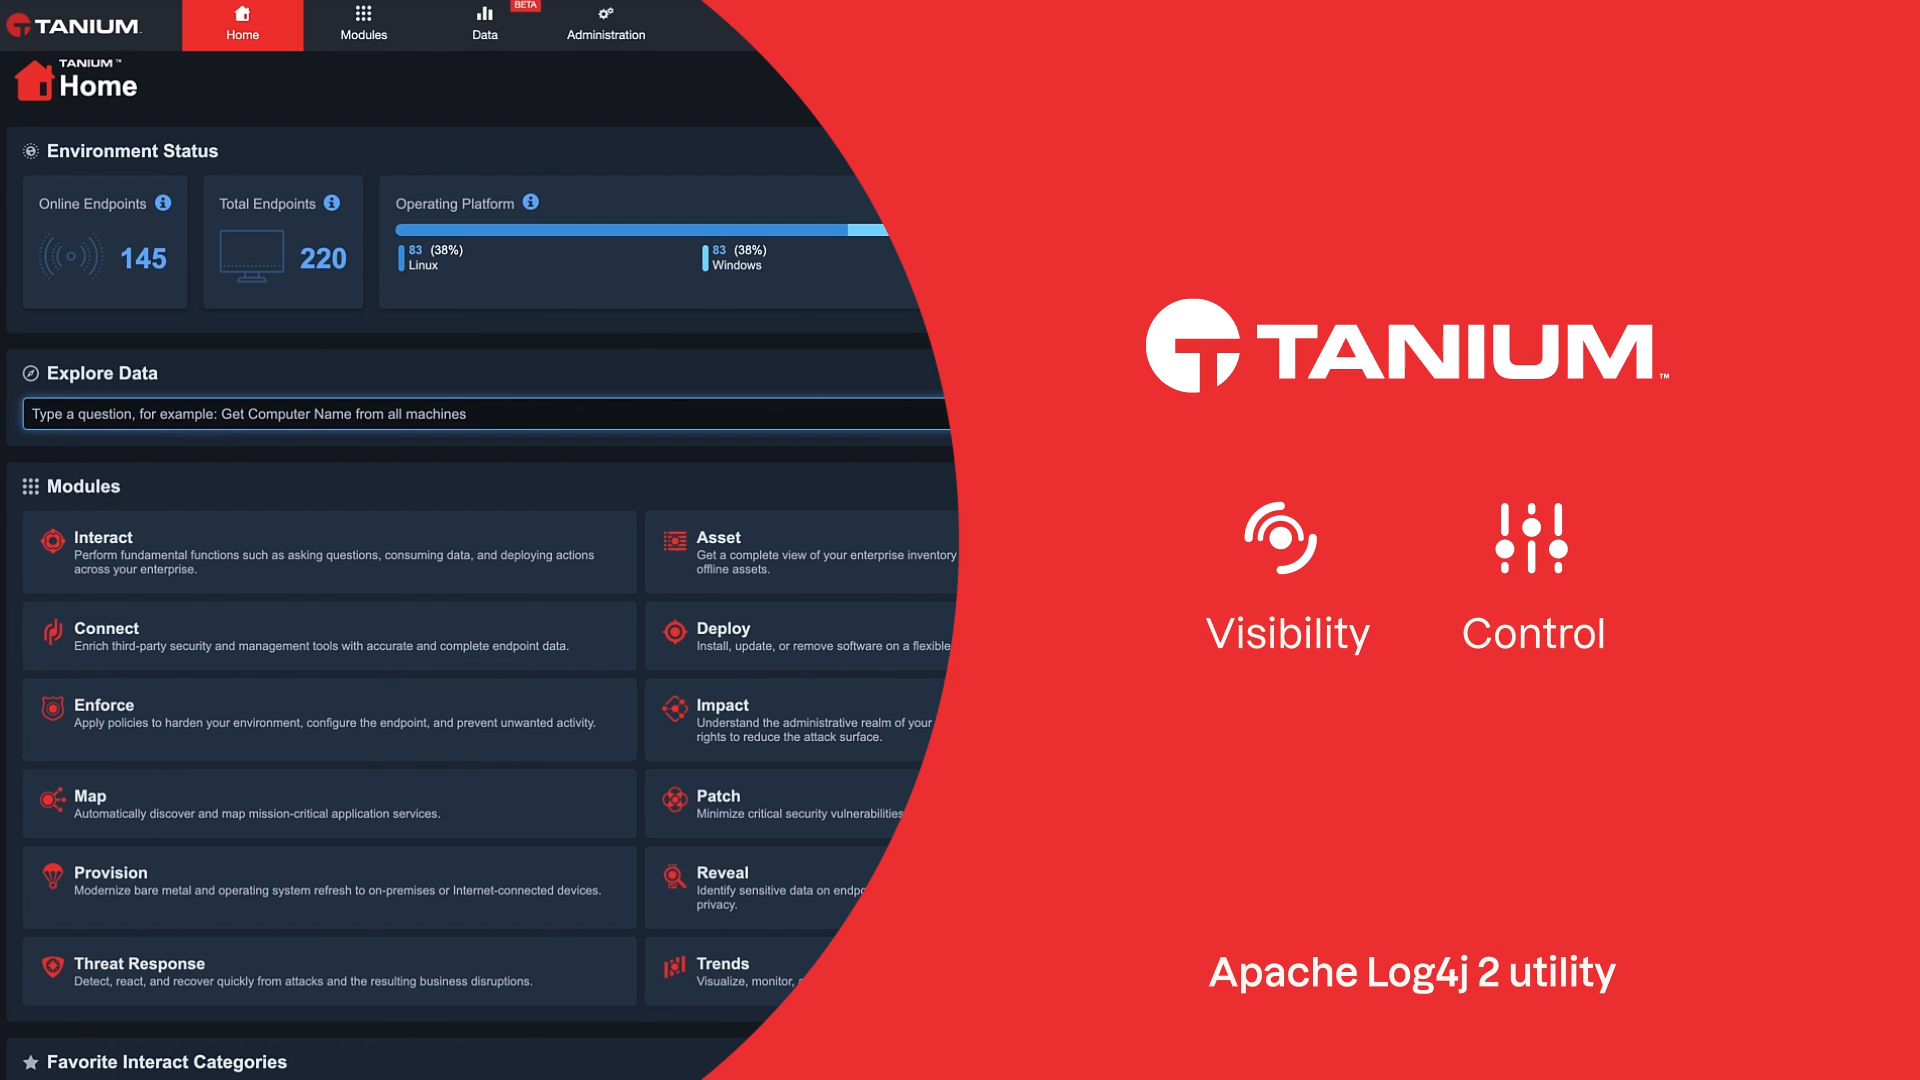 TANIUM
Home
Modules
Data
BETA
Administration
TANIUM™
Home
Environment Status
Online Endpoints
145
Total Endpoints
220
Operating Platform
83 (38%)
Linux
83 (38%)
Windows
Explore Data
Type a question, for example: Get Computer Name from all machines
Modules
Interact
Perform fundamental functions such as asking questions, consuming data, and deploying actions
across your enterprise.
Asset
Get a complete view of your enterprise inventory
offline assets.
Connect
Enrich third-party security and management tools with accurate and complete endpoint data.
Deploy
Install, update, or remove software on a flexible
Enforce
Apply policies to harden your environment, configure the endpoint, and prevent unwanted activity.
Impact
Understand the administrative realm of your
rights to reduce the attack surface.
Map
Automatically discover and map mission-critical application services.
Patch
Minimize critical security vulnerabilities
Provision
Modernize bare metal and operating system refresh to on-premises or Internet-connected devices.
Reveal
Identify sensitive data on
privacy.
Threat Response
Detect, react, and recover quickly from attacks and the resulting business disruptions.
Trends
Visualize, monitor,
Favorite Interact Categories
TANIUM™
Visibility
Control
Apache Log4j 2 utility